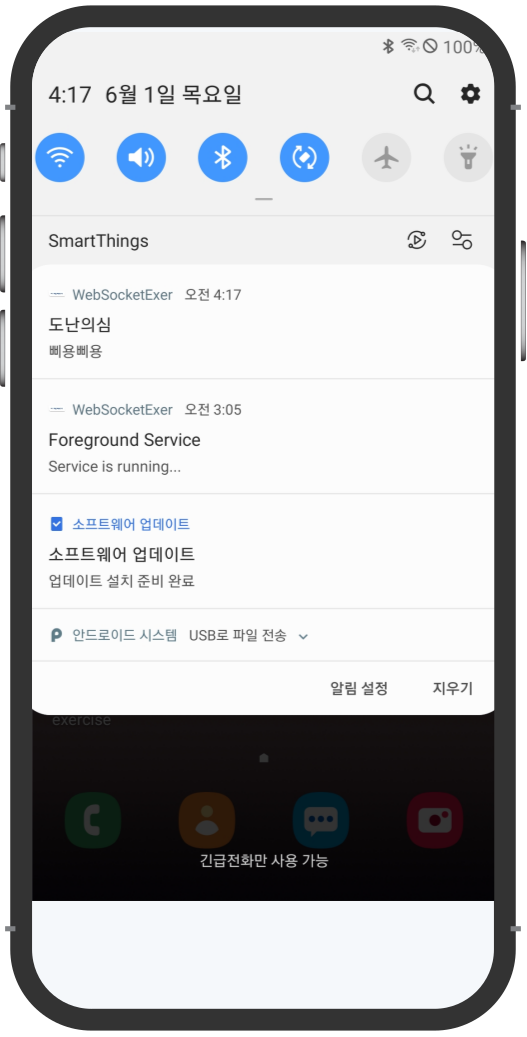 100%
4:17 6월 1일 목요일
SmartThings
WebSocketExer 오전 4:17
도난의심
삐용삐용
WebSocketExer 오전 3:05
Foreground Service
Service is running...
소프트웨어 업데이트
소프트웨어 업데이트
업데이트 설치 준비 완료
안드로이드 시스템 USB로 파일 전송
알림 설정 지우기
exercise
긴급전화만 사용 가능